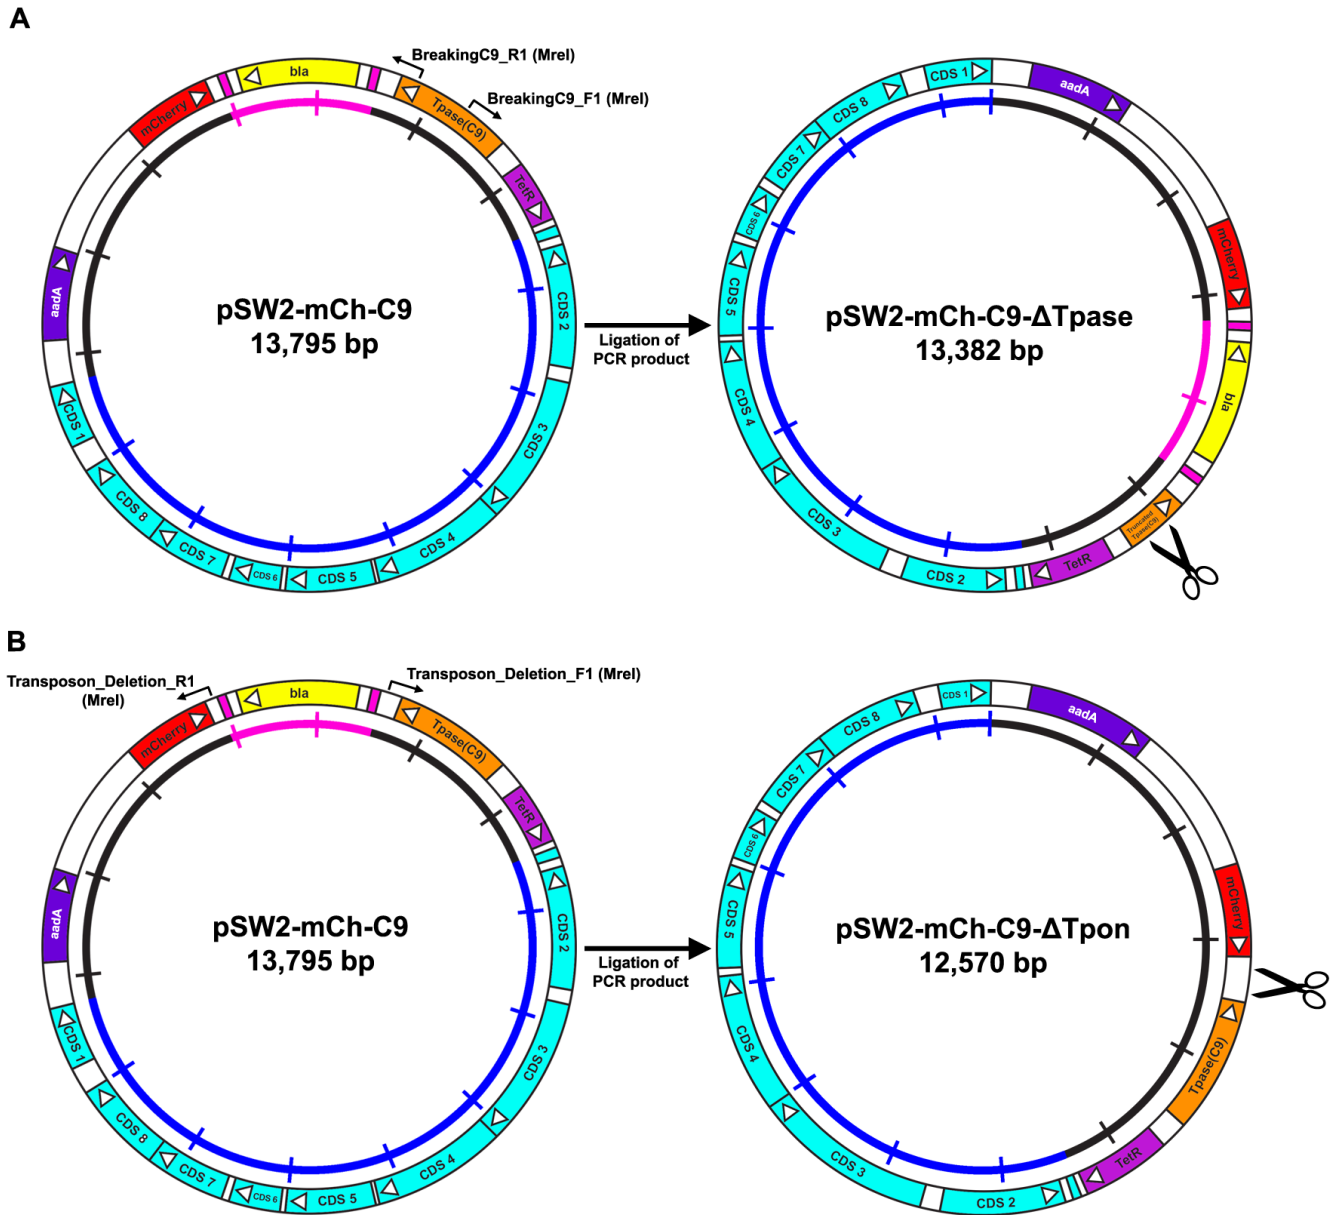 A
BreakingC9_R1 (MreI)
BreakingC9_F1 (MreI)
bla
Tpase(C9)
TetR
CDS 2
CDS 3
CDS 4
CDS 5
CDS 6
CDS 7
CDS 8
CDS 1
aadA
mCherry
pSW2-mCh-C9
13,795 bp
Ligation of
PCR product
CDS 1
aadA
mCherry
bla
Truncated
Tpase(C9)
TetR
CDS 2
CDS 3
CDS 4
CDS 5
CDS 6
CDS 7
CDS 8
pSW2-mCh-C9-ΔTpase
13,382 bp
B
Transposon_Deletion_R1
(MreI)
Transposon_Deletion_F1 (MreI)
bla
Tpase(C9)
TetR
CDS 2
CDS 3
CDS 4
CDS 5
CDS 6
CDS 7
CDS 8
CDS 1
aadA
mCherry
pSW2-mCh-C9
13,795 bp
Ligation of
PCR product
CDS 1
aadA
mCherry
Tpase(C9)
TetR
CDS 2
CDS 3
CDS 4
CDS 5
CDS 6
CDS 7
CDS 8
pSW2-mCh-C9-ΔTpon
12,570 bp